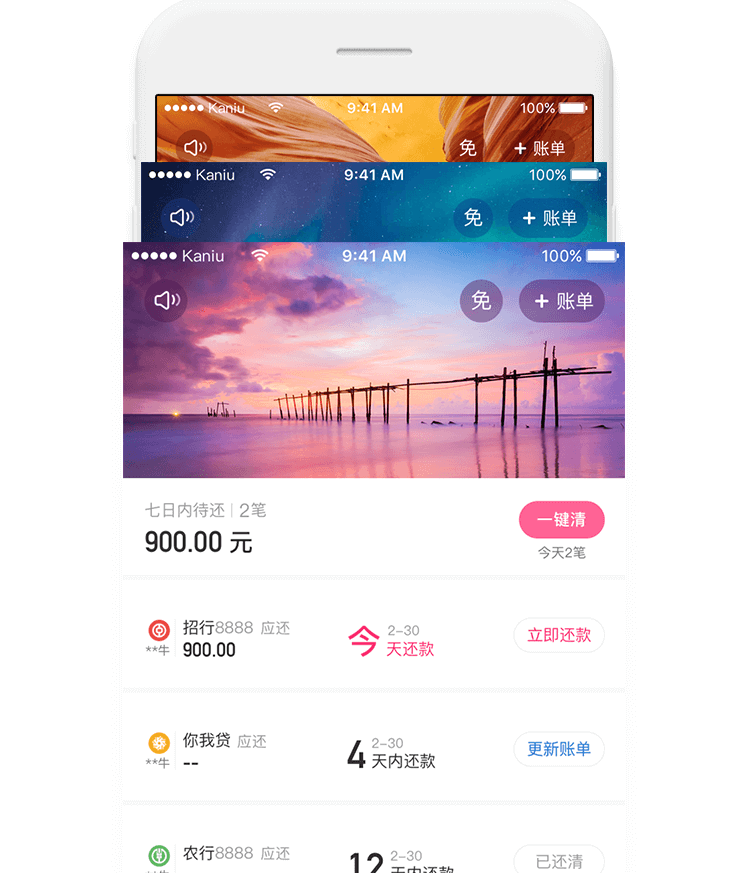 Kaniu 9:41 AM 100%
免 + 账单
Kaniu 9:41 AM 100%
免 + 账单
Kaniu 9:41 AM 100%
免 + 账单
七日内待还 | 2笔
900.00 元
一键清
今天2笔
招行8888 应还
**牛 900.00
今 2-30
天还款
立即还款
你我贷 应还
**牛 --
4 2-30
天内还款
更新账单
农行8888 应还
12 2-30
天内还款
已还清